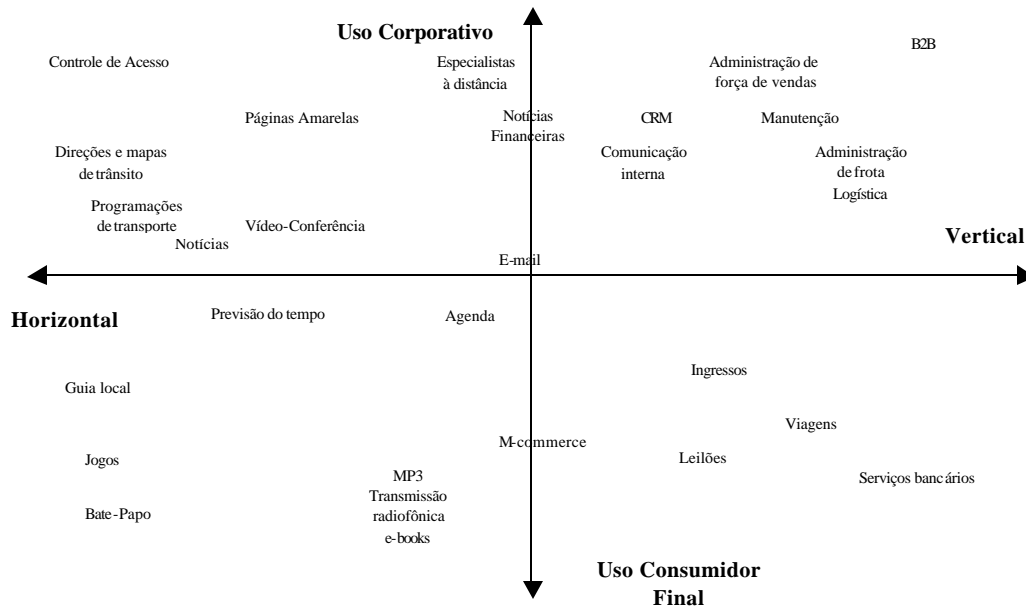 Uso Corporativo
B2B
Controle de Acesso
Especialistas
à distância
Administração de
força de vendas
Páginas Amarelas
Notícias
Financeiras
CRM
Manutenção
Direções e mapas
de trânsito
Comunicação
interna
Administração
de frota
Logística
Programações
de transporte
Vídeo-Conferência
Notícias
Vertical
E-mail
Horizontal
Previsão do tempo
Agenda
Ingressos
Guia local
Viagens
M-commerce
Leilões
Jogos
MP3
Transmissão
radiofônica
e-books
Serviços bancários
Bate-Papo
Uso Consumidor
Final